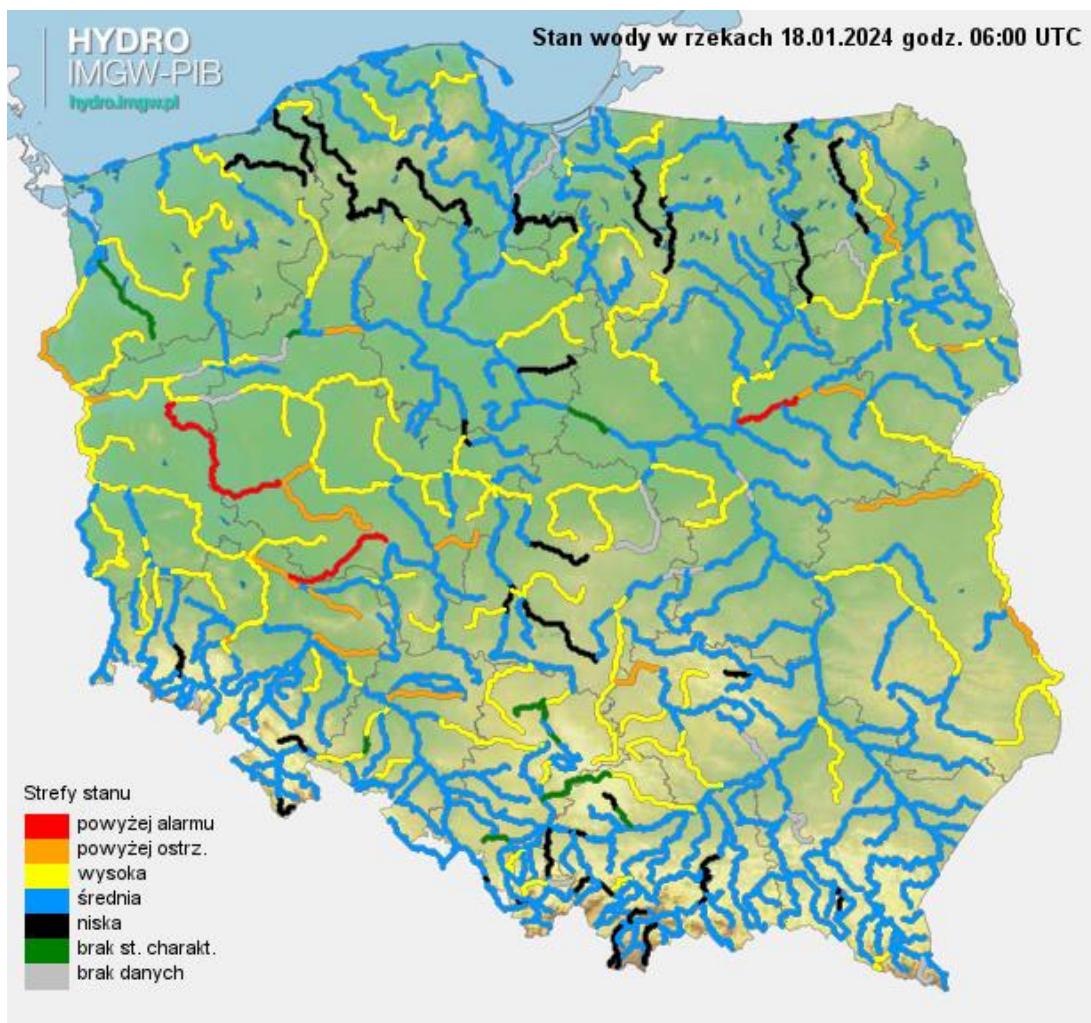 HYDRO
IMGW-PIB
hydro.imgw.pl
Stan wody w rzekach 18.01.2024 godz. 06:00 UTC
Strefy stanu
powyżej alarmu
powyżej ostrz.
wysoka
średnia
niska
brak st. charakt.
brak danych